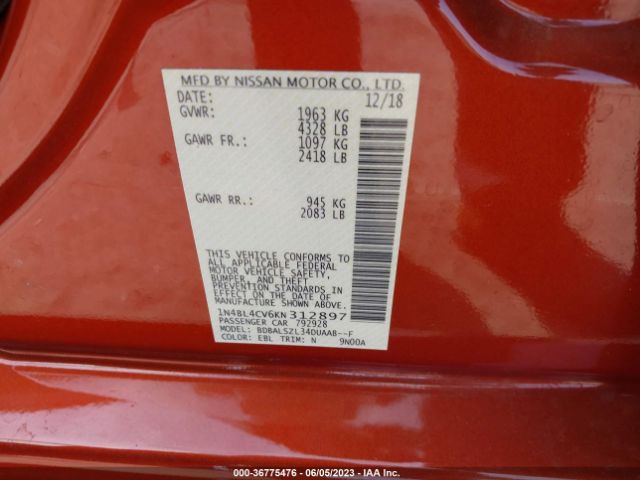 MFD BY NISSAN MOTOR CO., LTD.
DATE: 12/18
GVWR: 1963 KG
4328 LB
GAWR FR.: 1097 KG
2418 LB
GAWR RR.: 945 KG
2083 LB
THIS VEHICLE CONFORMS TO
ALL APPLICABLE FEDERAL
MOTOR VEHICLE SAFETY,
BUMPER, AND THEFT
PREVENTION STANDARDS IN
EFFECT ON THE DATE OF
MANUFACTURE SHOWN ABOVE.
1N4BL4CV6KN312897
PASSENGER CAR 792928
MODEL: BDBALSZL34DUAAB--F
COLOR: EBL TRIM: N 9N00A
000-36775476 - 06/05/2023 - IAA Inc.